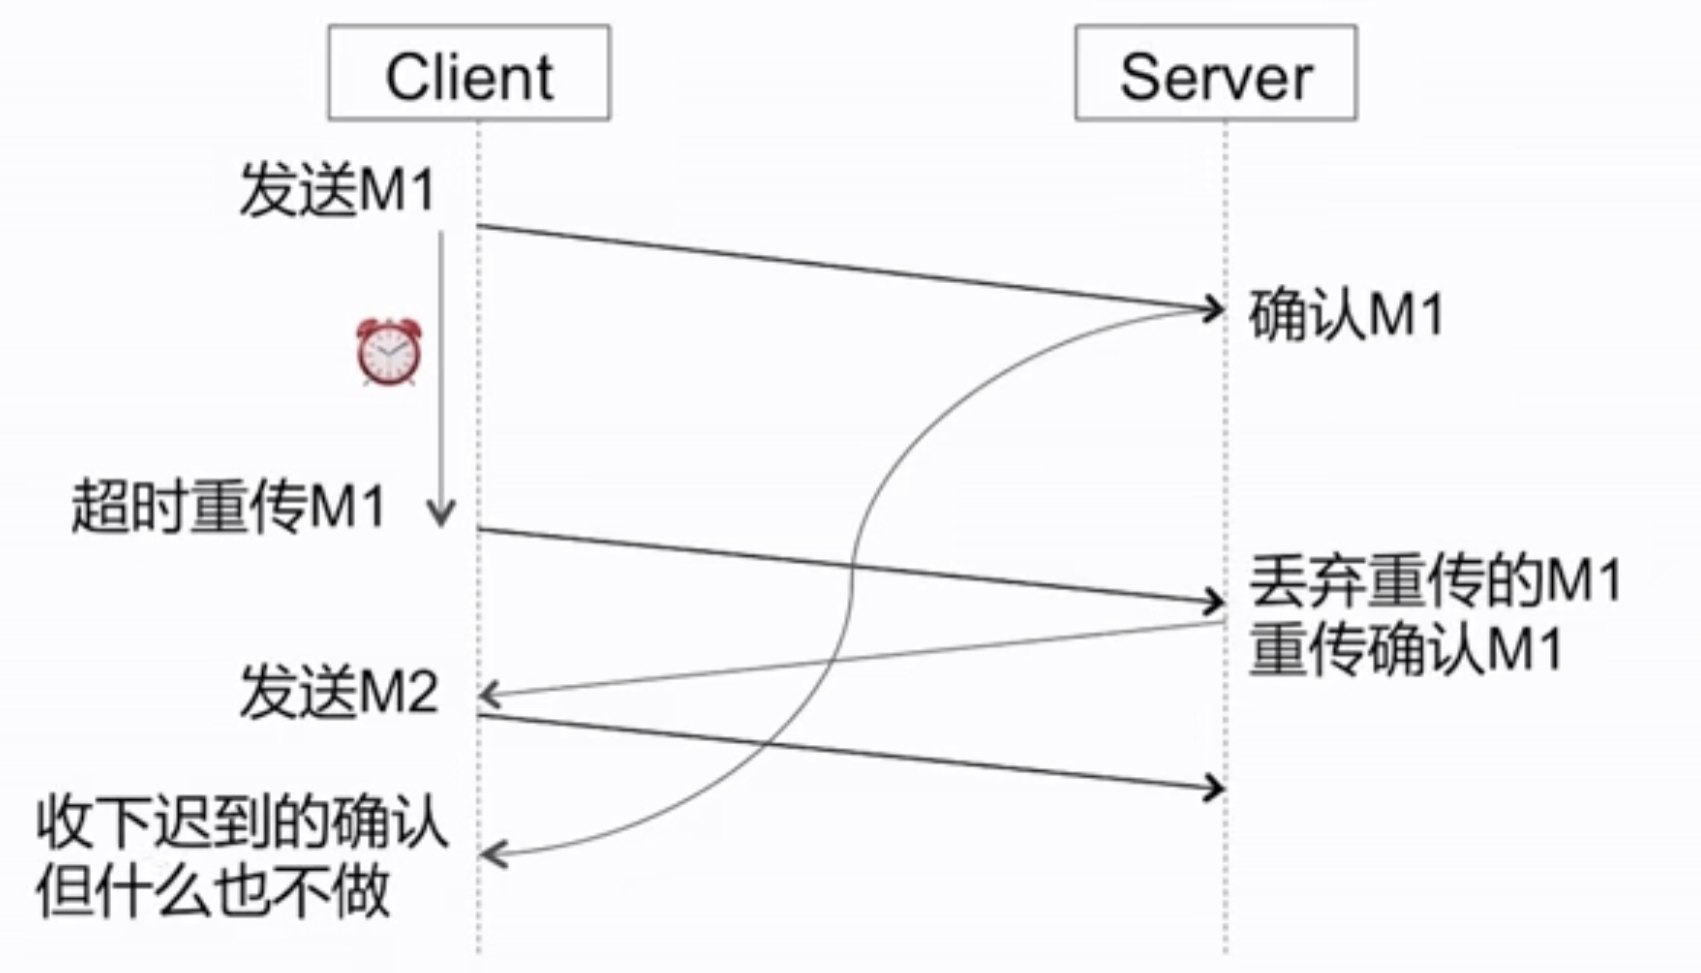 Client
Server
发送M1
确认M1
超时重传M1
丢弃重传的M1
重传确认M1
发送M2
收下迟到的确认
但什么也不做